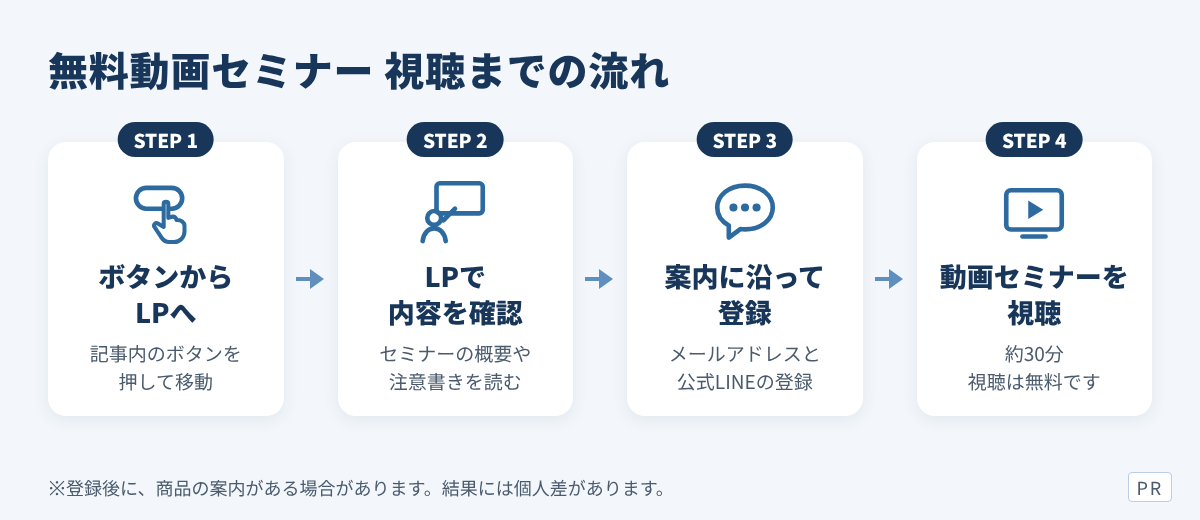 無料動画セミナー 視聴までの流れ
STEP 1
ボタンから
LPへ
記事内のボタンを
押して移動
STEP 2
LPで
内容を確認
セミナーの概要や
注意書きを読む
STEP 3
案内に沿って
登録
メールアドレスと
公式LINEの登録
STEP 4
動画セミナーを
視聴
約30分
視聴は無料です
※登録後に、商品の案内がある場合があります。結果には個人差があります。
PR